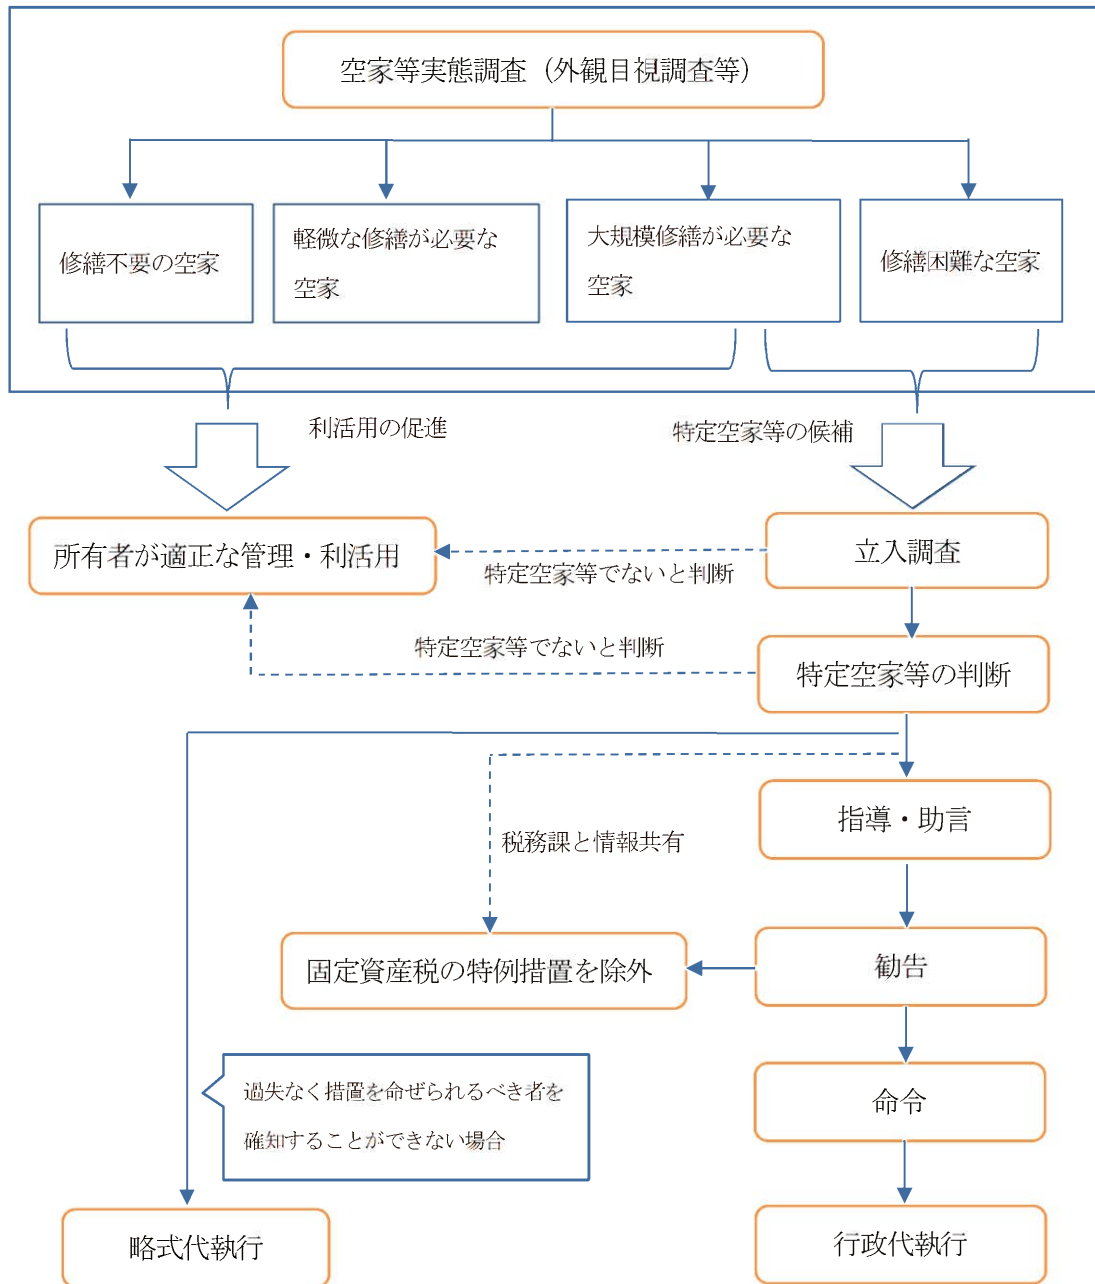 空家等実態調査（外観目視調査等）
修繕不要の空家
軽微な修繕が必要な
空家
大規模修繕が必要な
空家
修繕困難な空家
利活用の促進
特定空家等の候補
所有者が適正な管理・利活用
立入調査
特定空家等でないと判断
特定空家等でないと判断
特定空家等の判断
指導・助言
税務課と情報共有
固定資産税の特例措置を除外
勧告
過失なく措置を命ぜられるべき者を
確知することができない場合
命令
略式代執行
行政代執行